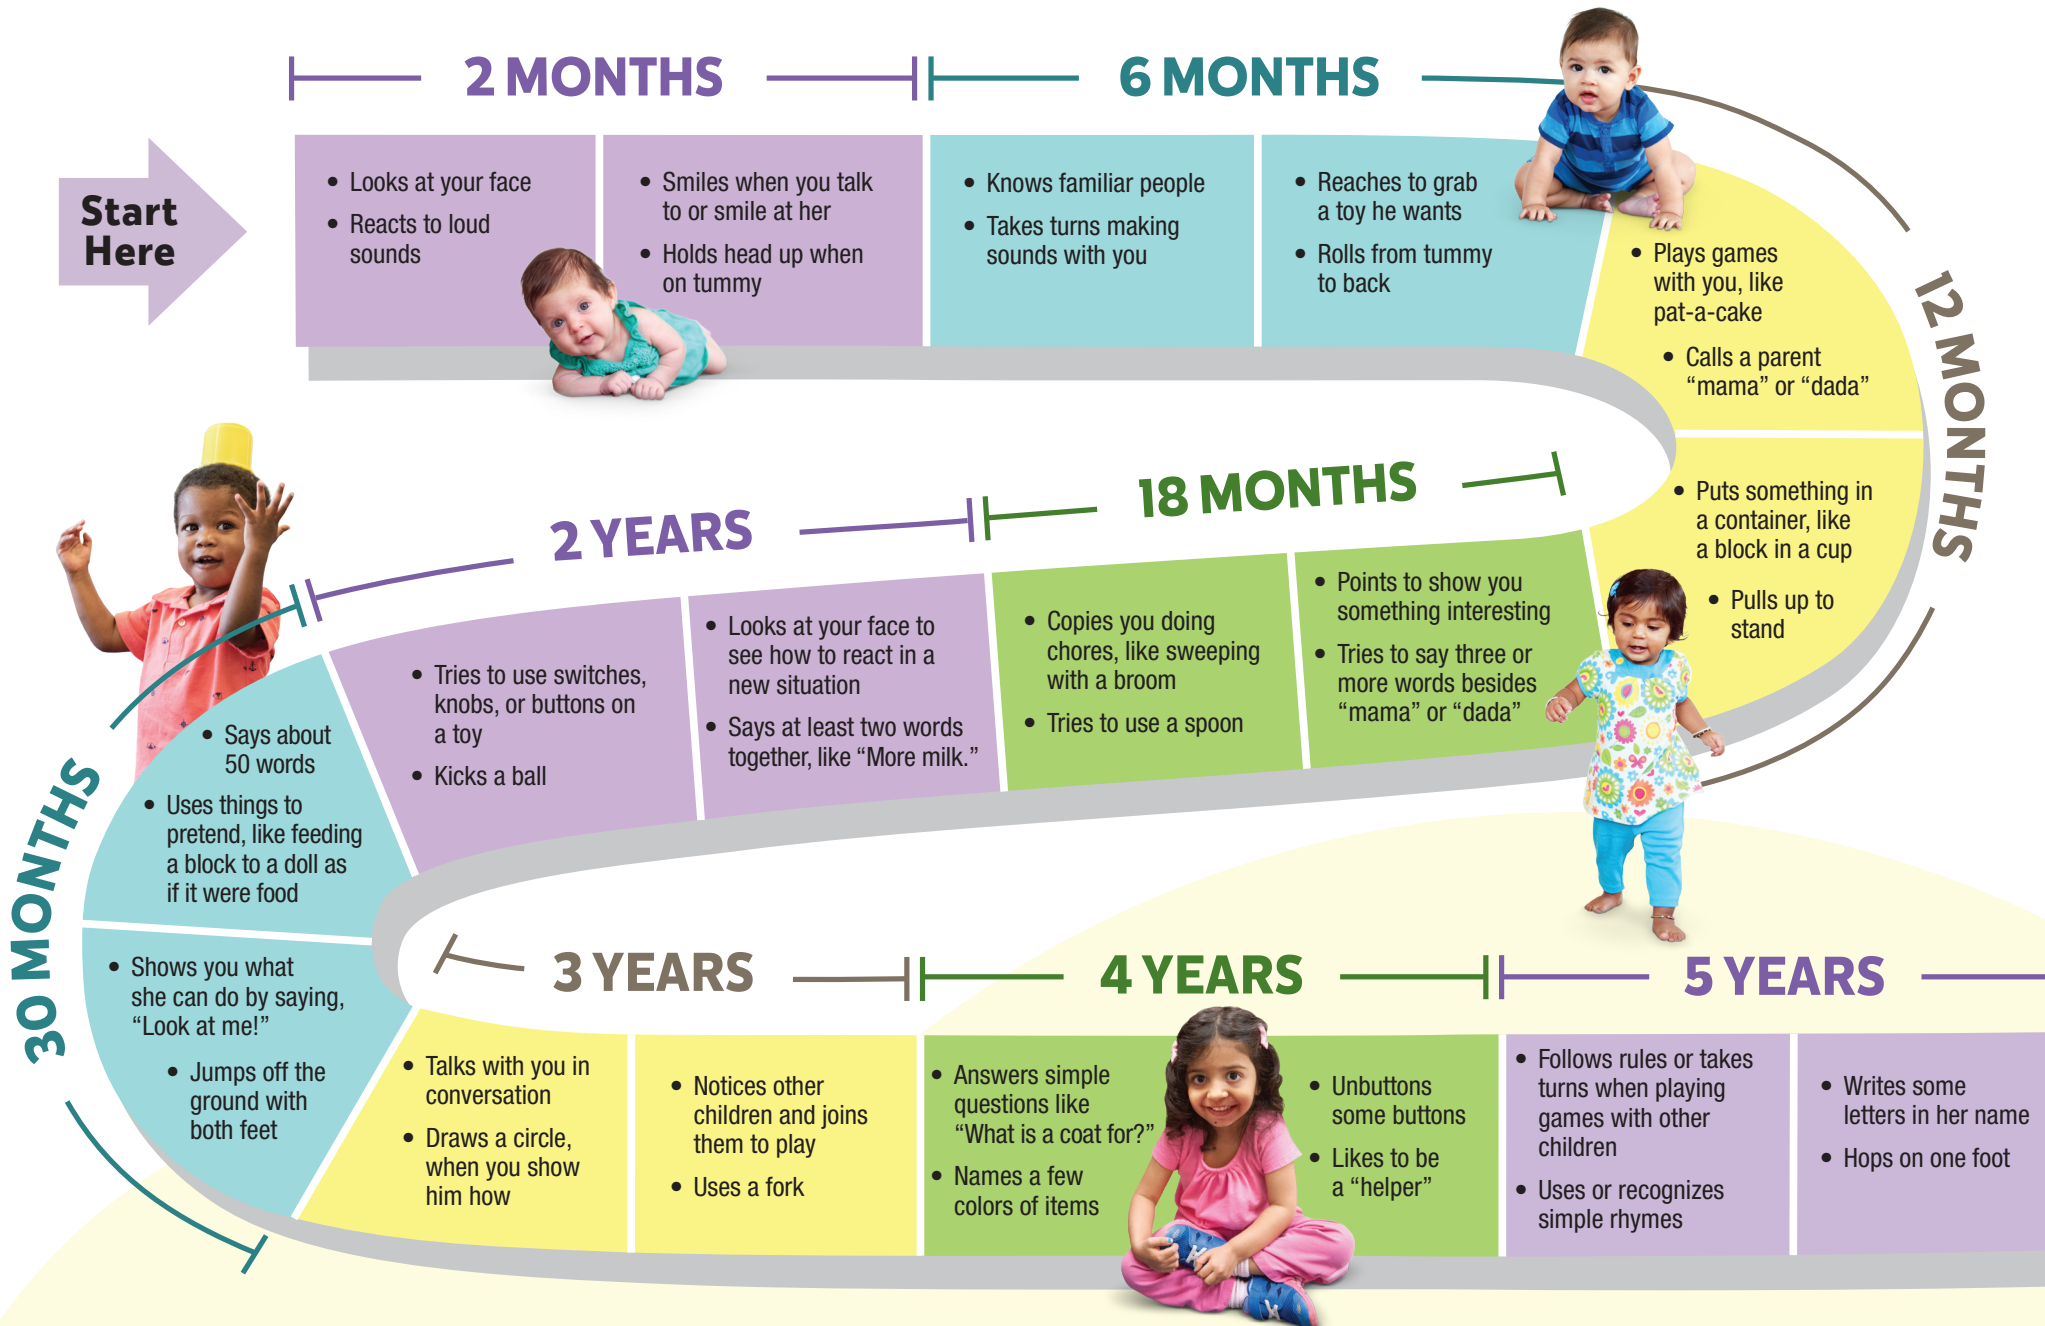 Start
Here
2 MONTHS
• Looks at your face
• Reacts to loud
sounds
• Smiles when you talk
to or smile at her
• Holds head up when
on tummy
6 MONTHS
• Knows familiar people
• Takes turns making
sounds with you
• Reaches to grab
a toy he wants
• Rolls from tummy
to back
12 MONTHS
• Plays games
with you, like
pat-a-cake
• Calls a parent
“mama” or “dada”
• Puts something in
a container, like
a block in a cup
• Pulls up to
stand
18 MONTHS
• Points to show you
something interesting
• Tries to say three or
more words besides
“mama” or “dada”
• Copies you doing
chores, like sweeping
with a broom
• Tries to use a spoon
2 YEARS
• Looks at your face to
see how to react in a
new situation
• Says at least two words
together, like “More milk.”
• Tries to use switches,
knobs, or buttons on
a toy
• Kicks a ball
30 MONTHS
• Says about
50 words
• Uses things to
pretend, like feeding
a block to a doll as
if it were food
• Shows you what
she can do by saying,
“Look at me!”
• Jumps off the
ground with
both feet
3 YEARS
• Talks with you in
conversation
• Draws a circle,
when you show
him how
• Notices other
children and joins
them to play
• Uses a fork
4 YEARS
• Answers simple
questions like
“What is a coat for?”
• Names a few
colors of items
• Unbuttons
some buttons
• Likes to be
a “helper”
5 YEARS
• Follows rules or takes
turns when playing
games with other
children
• Uses or recognizes
simple rhymes
• Writes some
letters in her name
• Hops on one foot